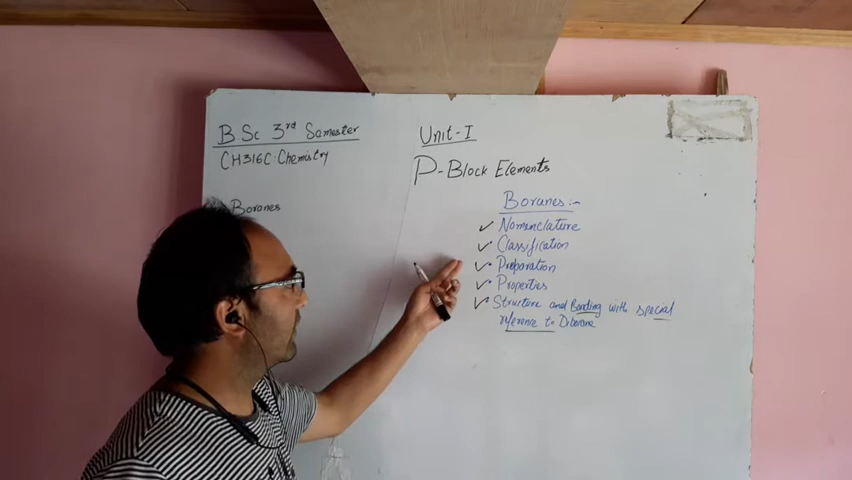 BSc 3rd Semester
CH316C: Chemistry
Boranes
Unit-I
P-Block Elements
Boranes:-
✓ Nomenclature
✓ Classification
✓ Preparation
✓ Properties
✓ Structure and Bonding with special
reference to Diborane